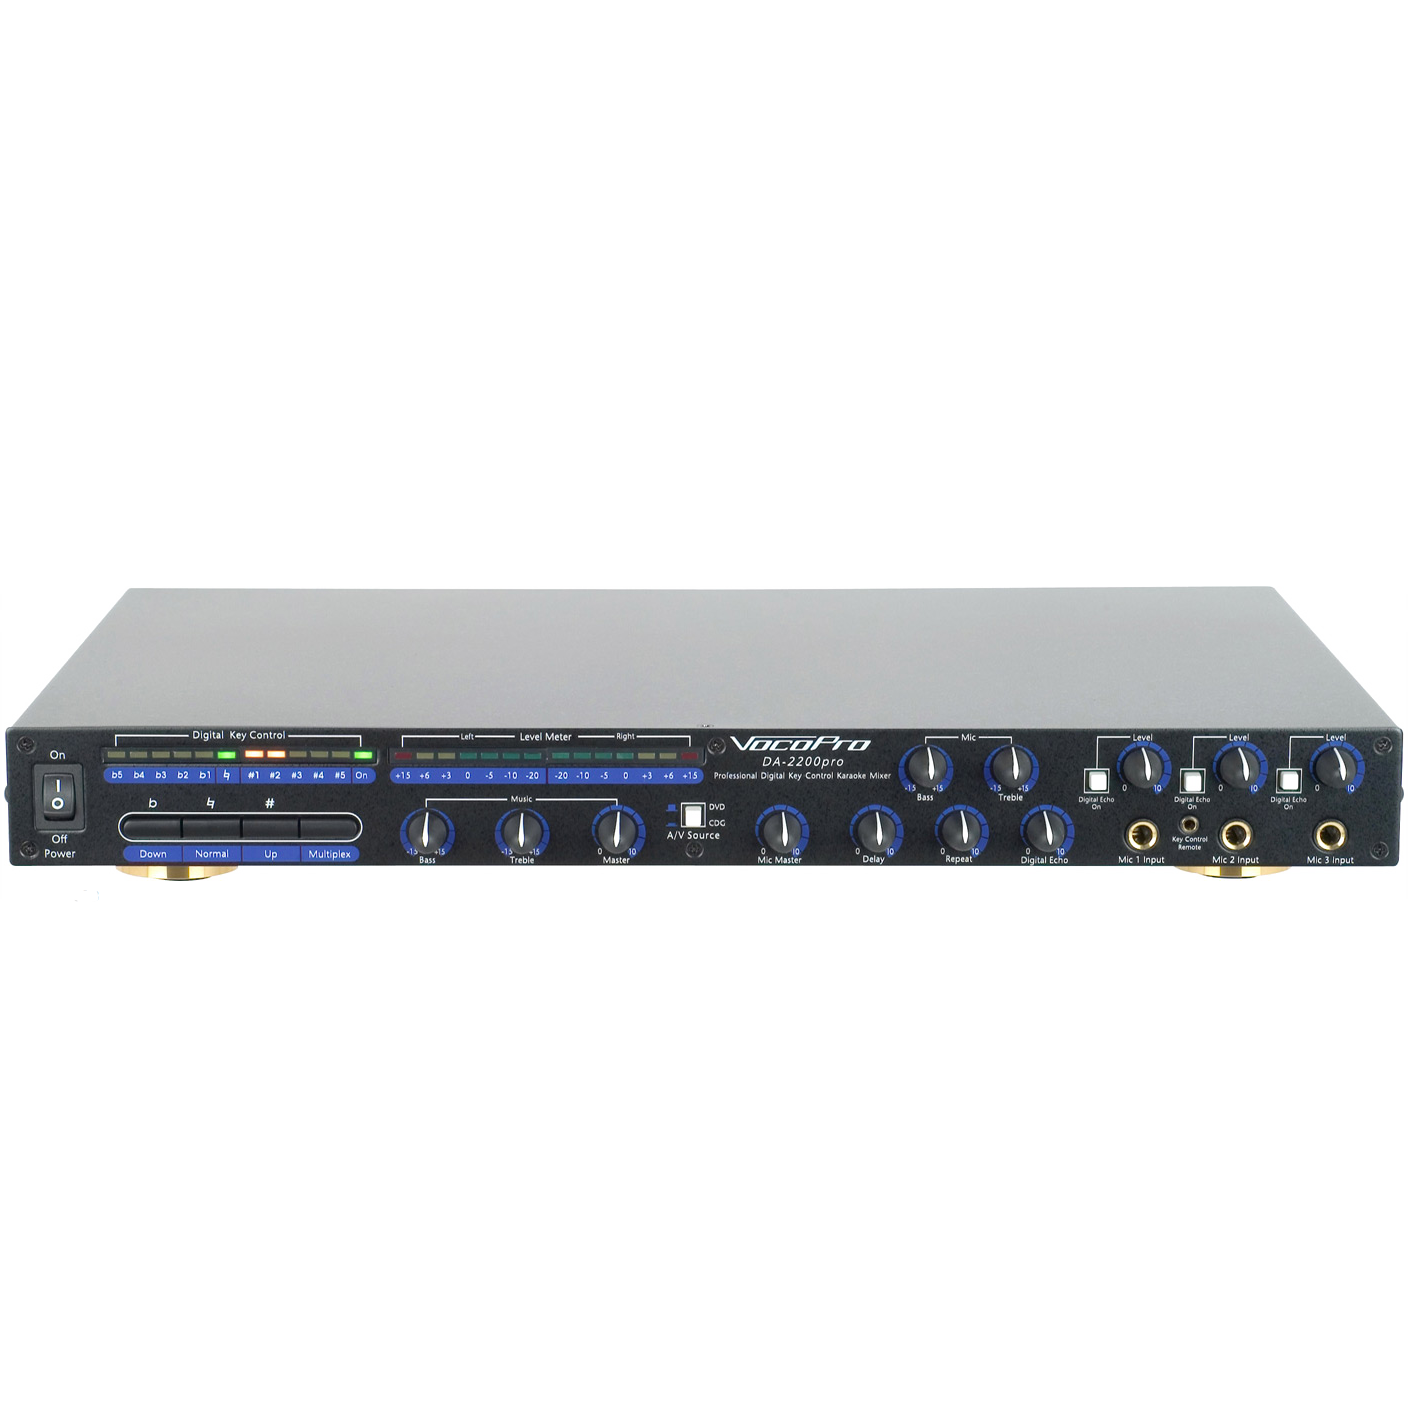 On
I
O
Off
Power
Digital Key Control
b5 b4 b3 b2 b1 ♮ #1 #2 #3 #4 #5 On
b ♮ #
Down Normal Up Multiplex
Left Level Meter Right
+15 +6 +3 0 -5 -10 -20 -20 -10 -5 0 +3 +6 +15
Music
-15 +15 -15 +15 0 10
Bass Treble Master
DVD
CDG
A/V Source
VocoPro
DA-2200pro
Professional Digital Key Control Karaoke Mixer
Mic
-15 +15 -15 +15
Bass Treble
0 10 0 10 0 10 0 10
Mic Master Delay Repeat Digital Echo
Level Level Level
0 10 0 10 0 10
Digital Echo Digital Echo Digital Echo
On On On
Key Control
Remote
Mic 1 Input Mic 2 Input Mic 3 Input